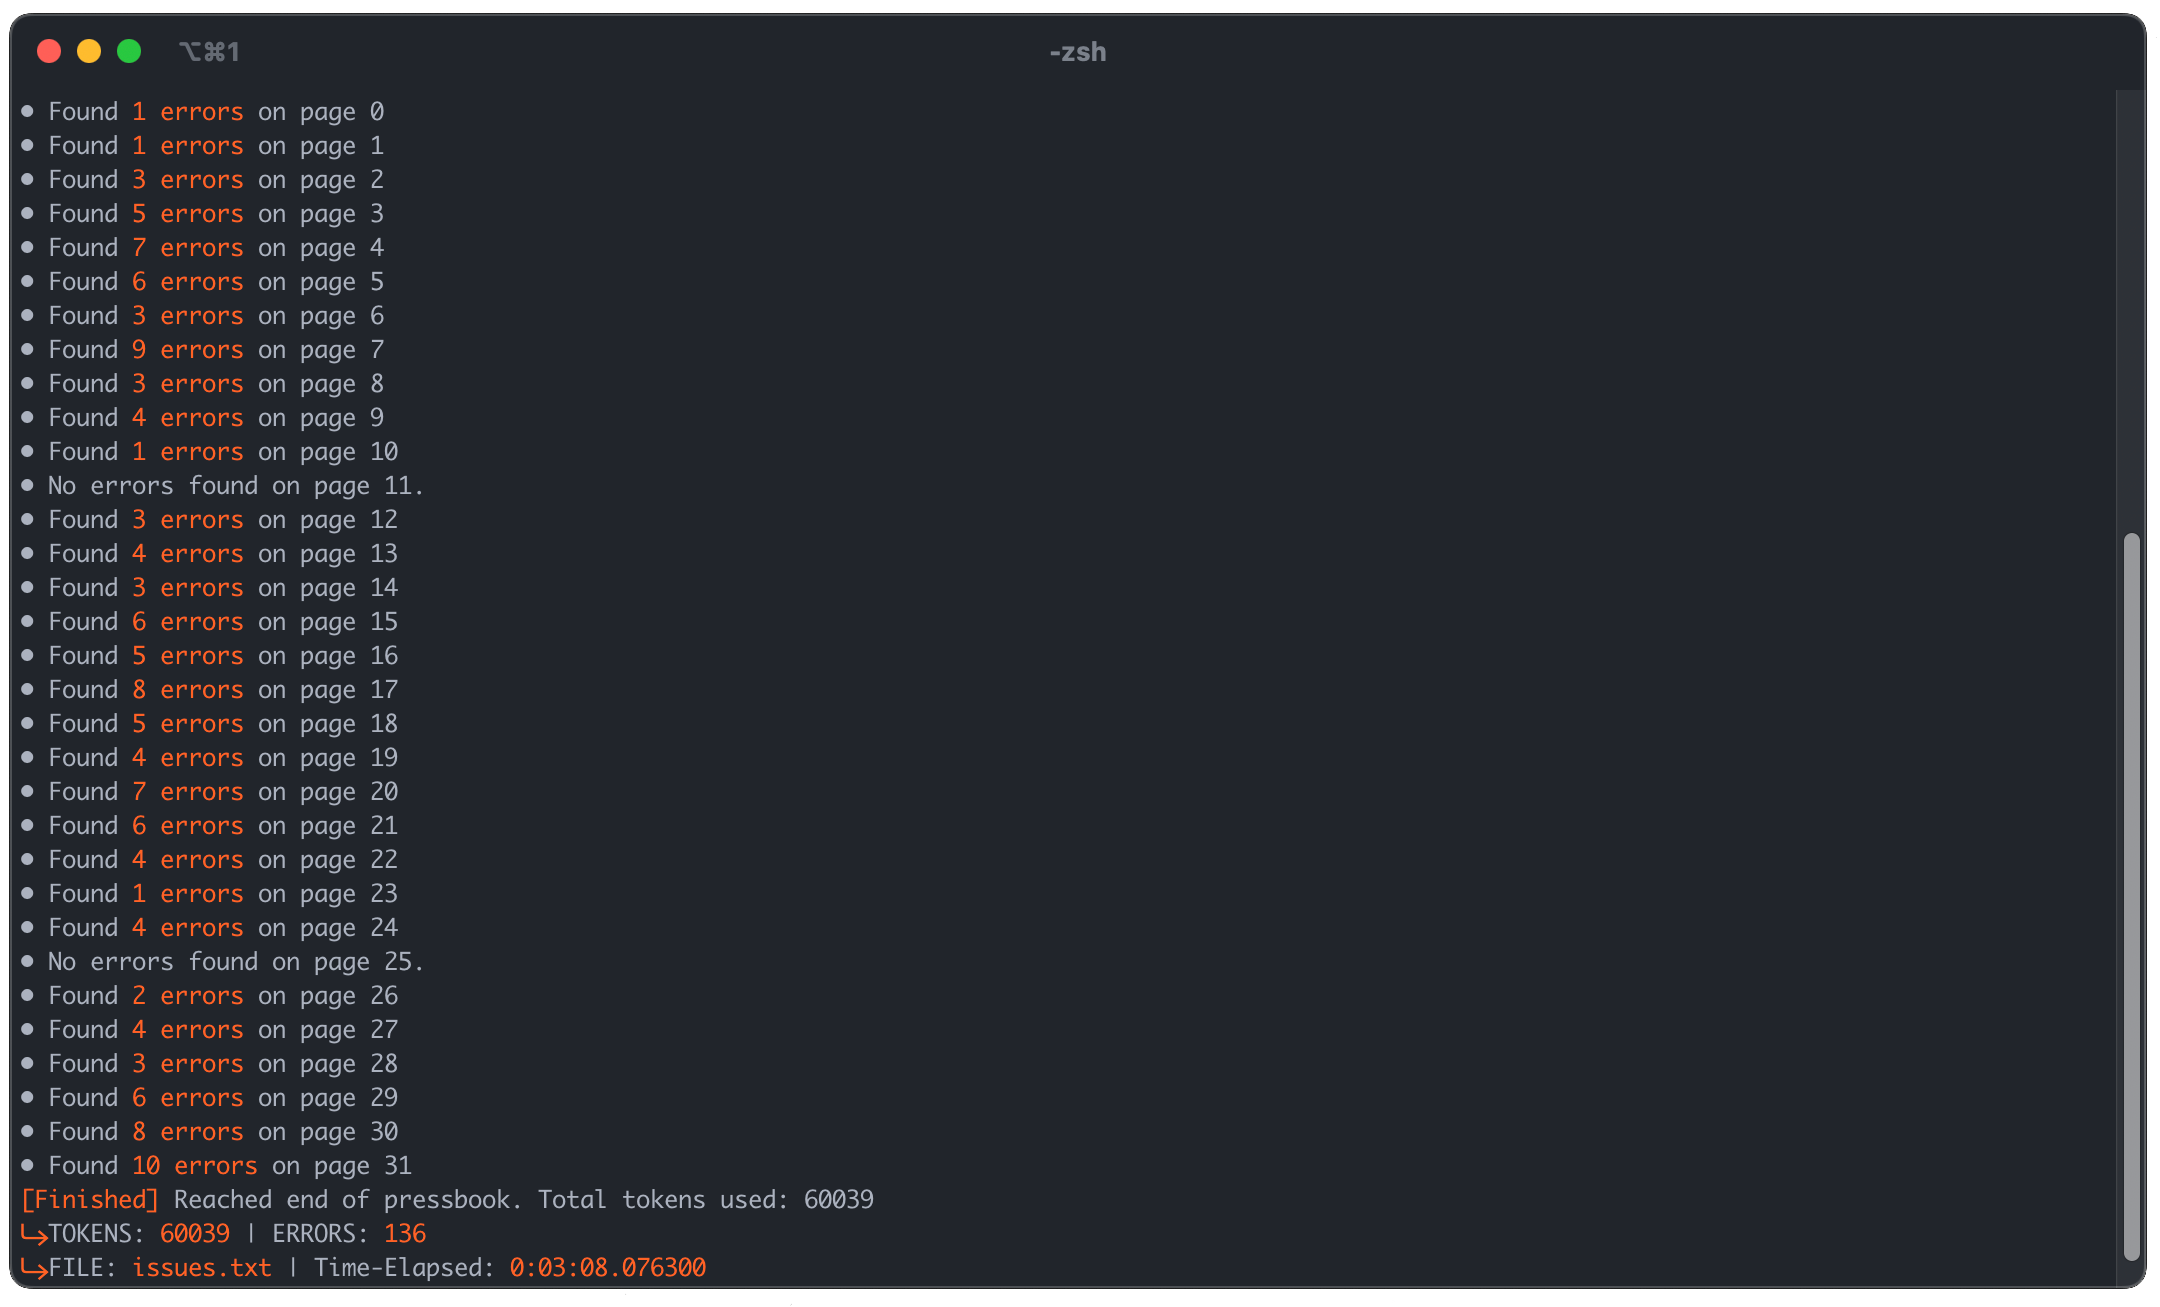 ⌥⌘1 -zsh
● Found 1 errors on page 0
● Found 1 errors on page 1
● Found 3 errors on page 2
● Found 5 errors on page 3
● Found 7 errors on page 4
● Found 6 errors on page 5
● Found 3 errors on page 6
● Found 9 errors on page 7
● Found 3 errors on page 8
● Found 4 errors on page 9
● Found 1 errors on page 10
● No errors found on page 11.
● Found 3 errors on page 12
● Found 4 errors on page 13
● Found 3 errors on page 14
● Found 6 errors on page 15
● Found 5 errors on page 16
● Found 8 errors on page 17
● Found 5 errors on page 18
● Found 4 errors on page 19
● Found 7 errors on page 20
● Found 6 errors on page 21
● Found 4 errors on page 22
● Found 1 errors on page 23
● Found 4 errors on page 24
● No errors found on page 25.
● Found 2 errors on page 26
● Found 4 errors on page 27
● Found 3 errors on page 28
● Found 6 errors on page 29
● Found 8 errors on page 30
● Found 10 errors on page 31
[Finished] Reached end of pressbook. Total tokens used: 60039
↪TOKENS: 60039 | ERRORS: 136
↪FILE: issues.txt | Time-Elapsed: 0:03:08.076300